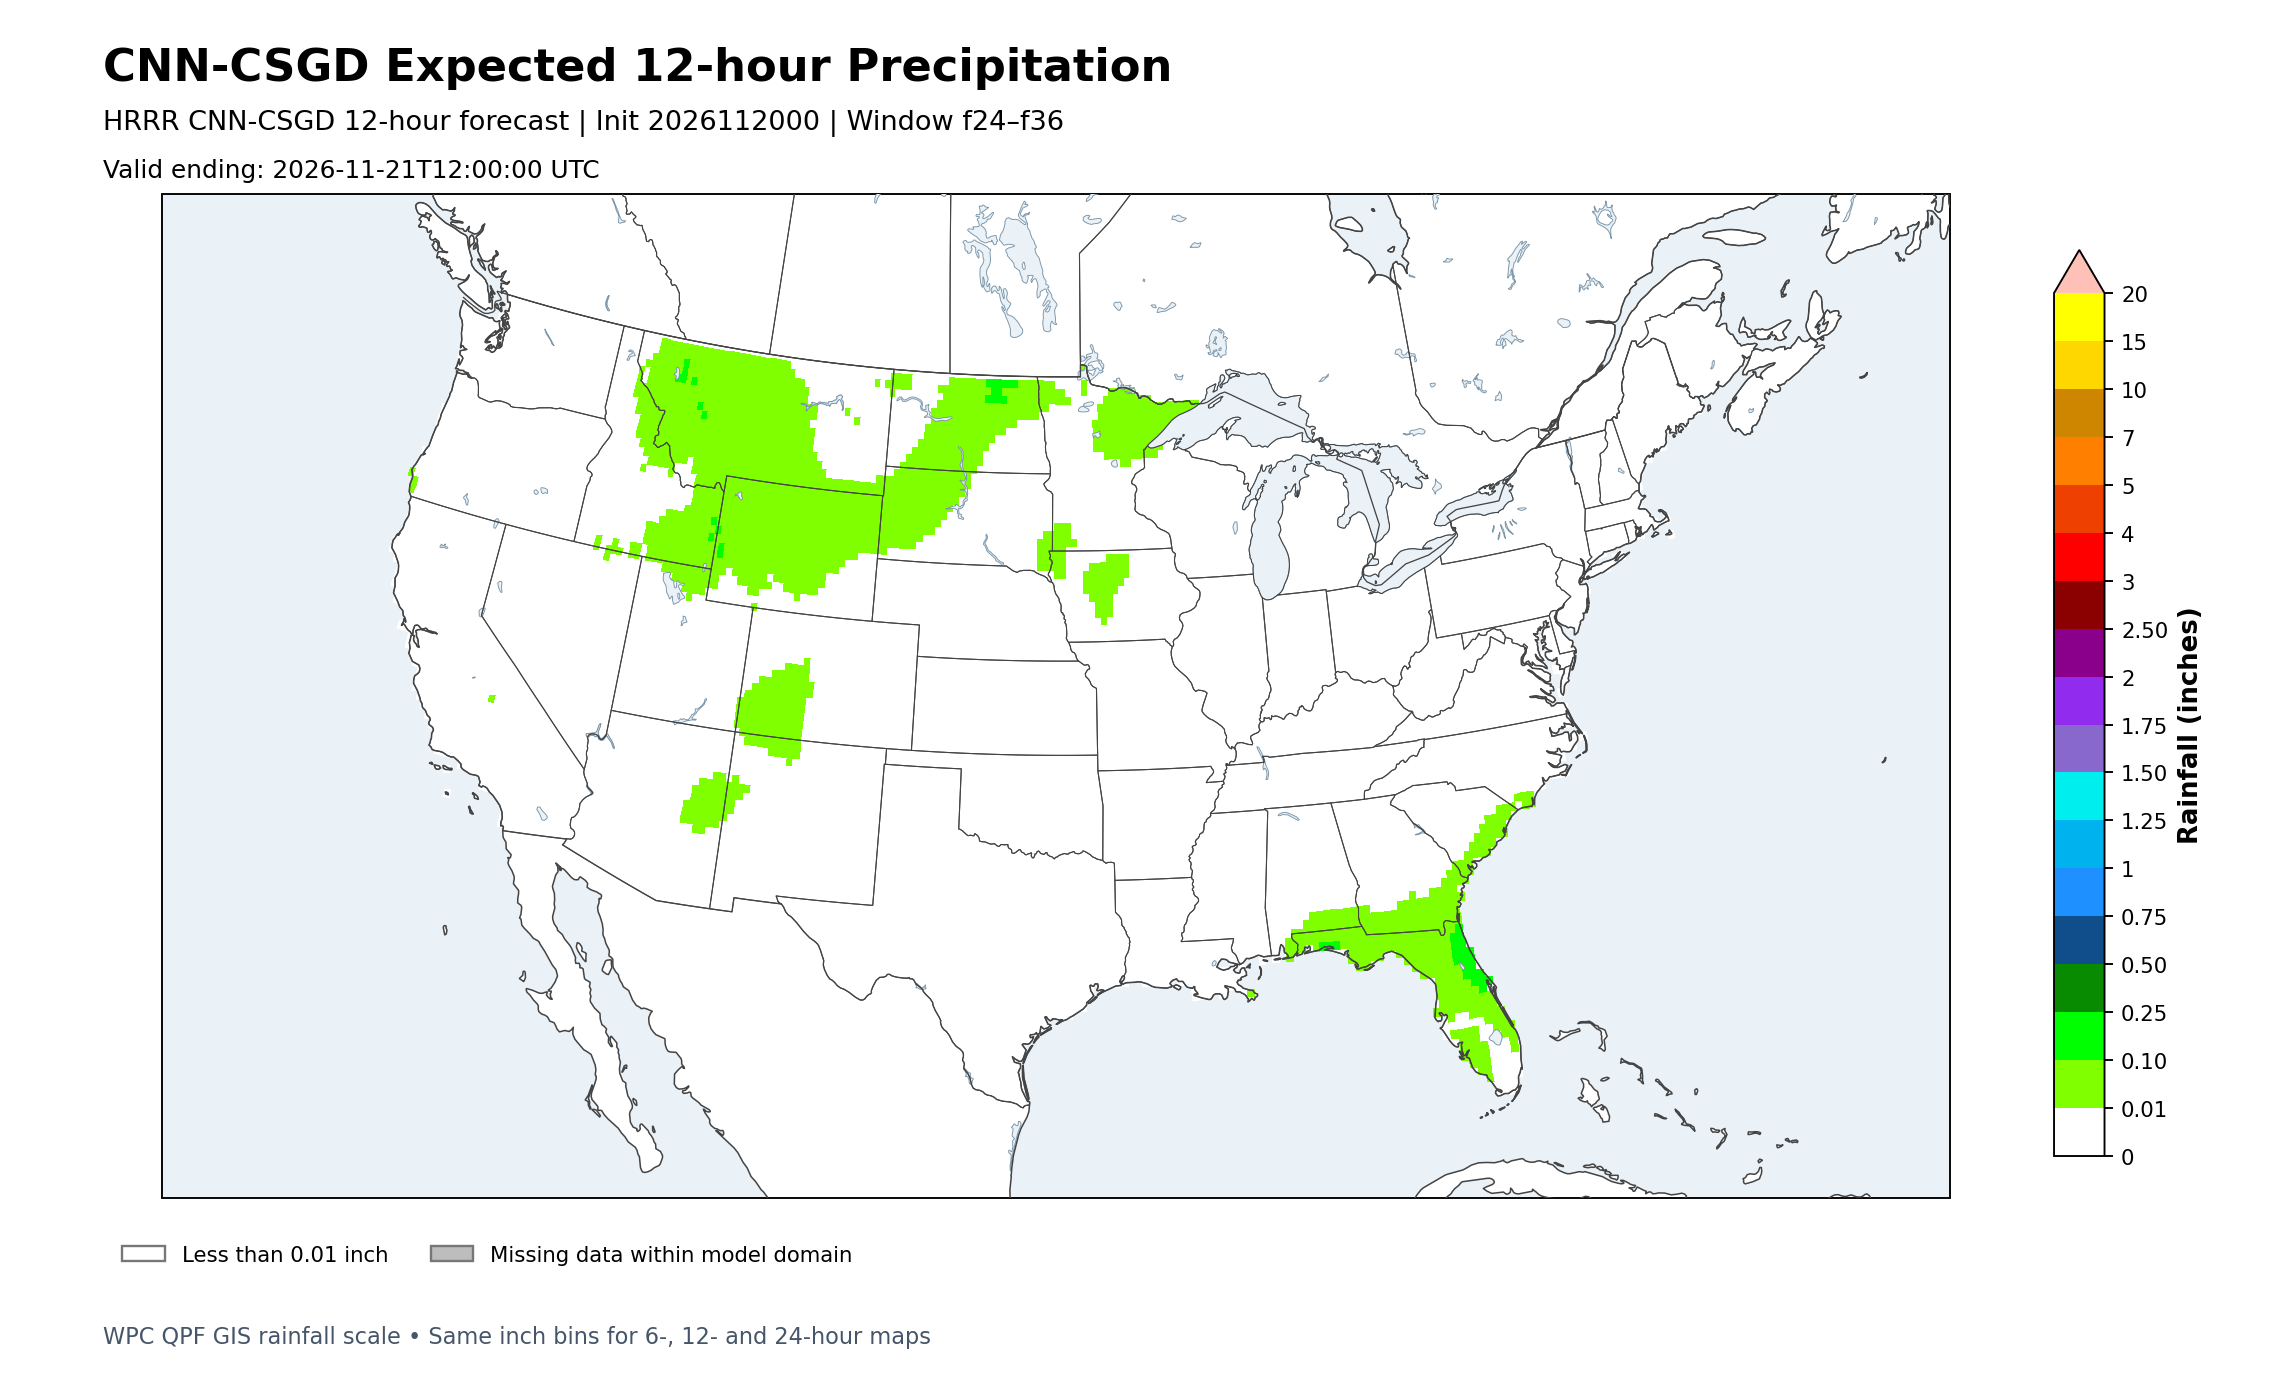 CNN-CSGD Expected 12-hour Precipitation
HRRR CNN-CSGD 12-hour forecast | Init 2026112000 | Window f24–f36
Valid ending: 2026-11-21T12:00:00 UTC
20
15
10
7
5
4
3
2.50
2
1.75
1.50
1.25
1
0.75
0.50
0.25
0.10
0.01
0
Rainfall (inches)
Less than 0.01 inch
Missing data within model domain
WPC QPF GIS rainfall scale • Same inch bins for 6-, 12- and 24-hour maps